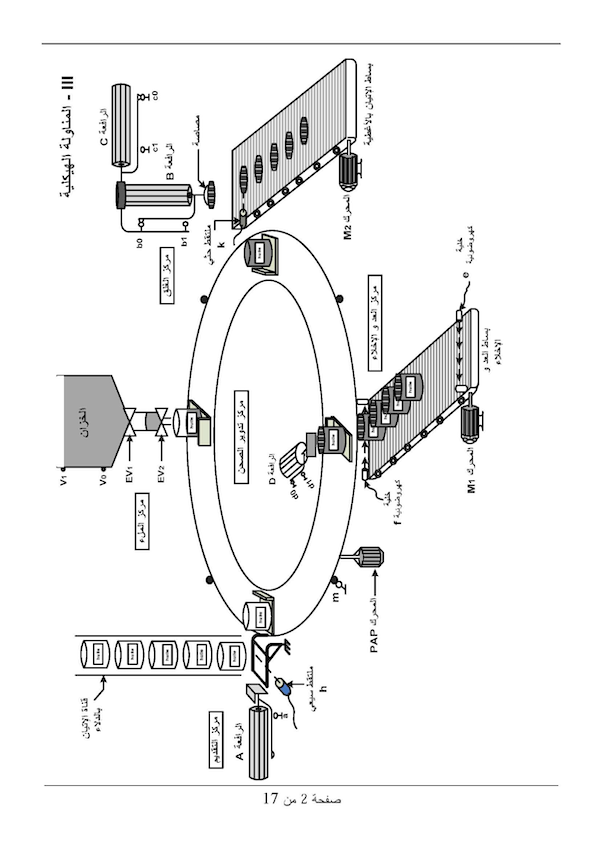 III - المناولة الهيكلية
الرافعة C
c0
c1
الرافعة B
b0
b1
مصاصة
مركز الغلق
بساط الإتيان بالأغطية
ملتقط حثي
k
المحرك M2
V1
V0
الخزان
EV1
EV2
مركز الملء
مركز تدوير الصحن
الرافعة D
d0
d1
مركز العد و الإخلاء
خلية كهروضوئية
e
بساط العد و الإخلاء
المحرك M1
خلية كهروضوئية f
m
المحرك PAP
قناة الإتيان بالدلاء
مركز التقديم
الرافعة A
a
ملتقط سيعي
h
صفحة 2 من 17